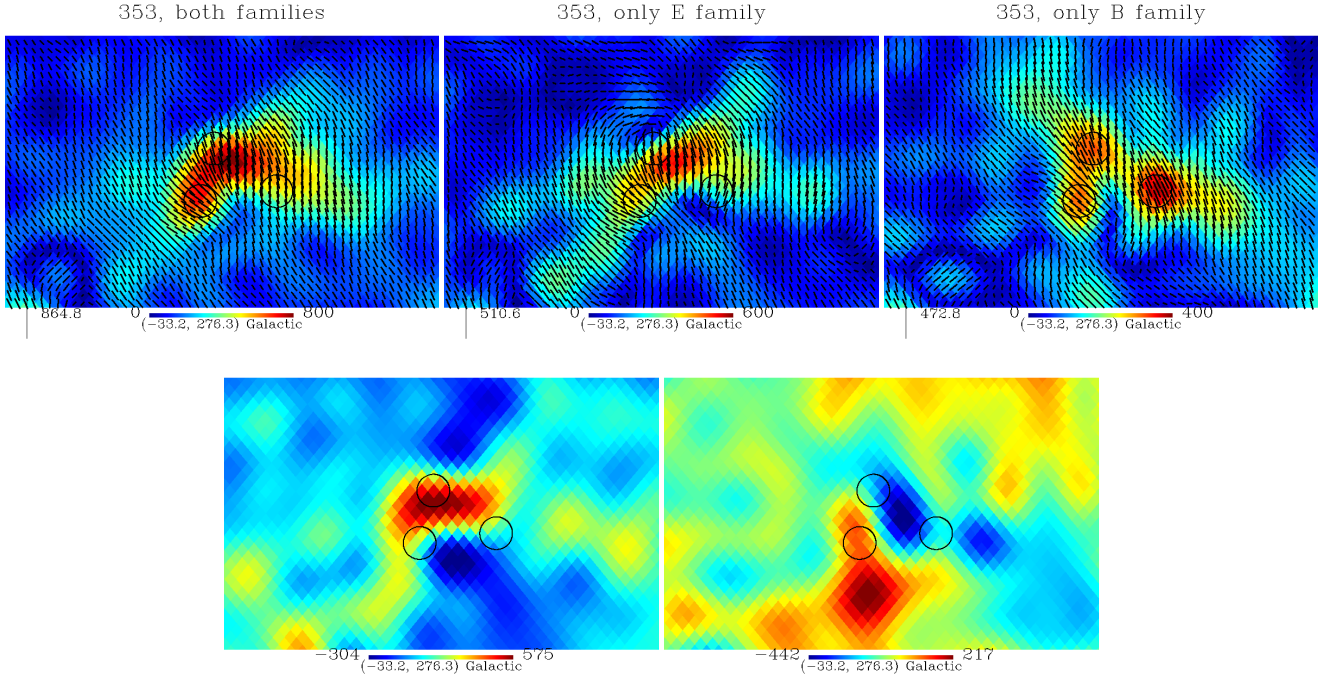 353, both families
353, only E family
353, only B family
864.8 0 800
(-33.2, 276.3) Galactic
510.6 0 600
(-33.2, 276.3) Galactic
472.8 0 400
(-33.2, 276.3) Galactic
-304 575
(-33.2, 276.3) Galactic
-442 217
(-33.2, 276.3) Galactic